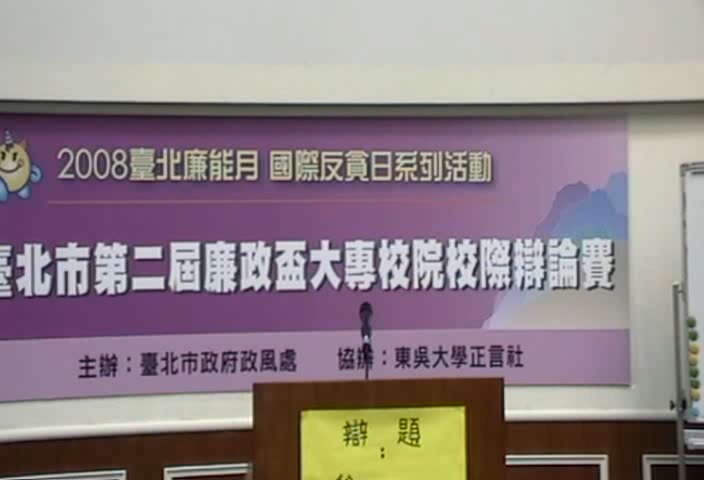 2008臺北廉能月 國際反貪日系列活動
臺北市第二屆廉政盃大專校院校際辯論賽
主辦：臺北市政府政風處 協辦：東吳大學正言社
辯題：